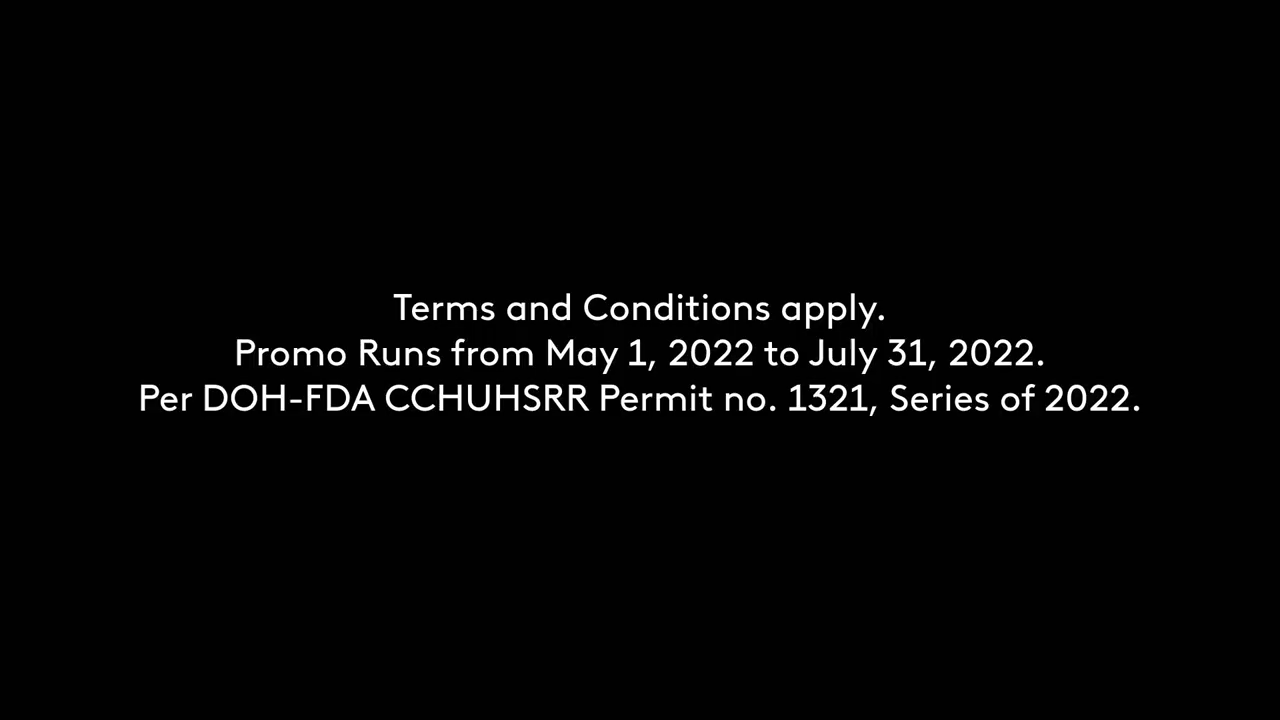 Terms and Conditions apply.
Promo Runs from May 1, 2022 to July 31, 2022.
Per DOH-FDA CCHUHSRR Permit no. 1321, Series of 2022.